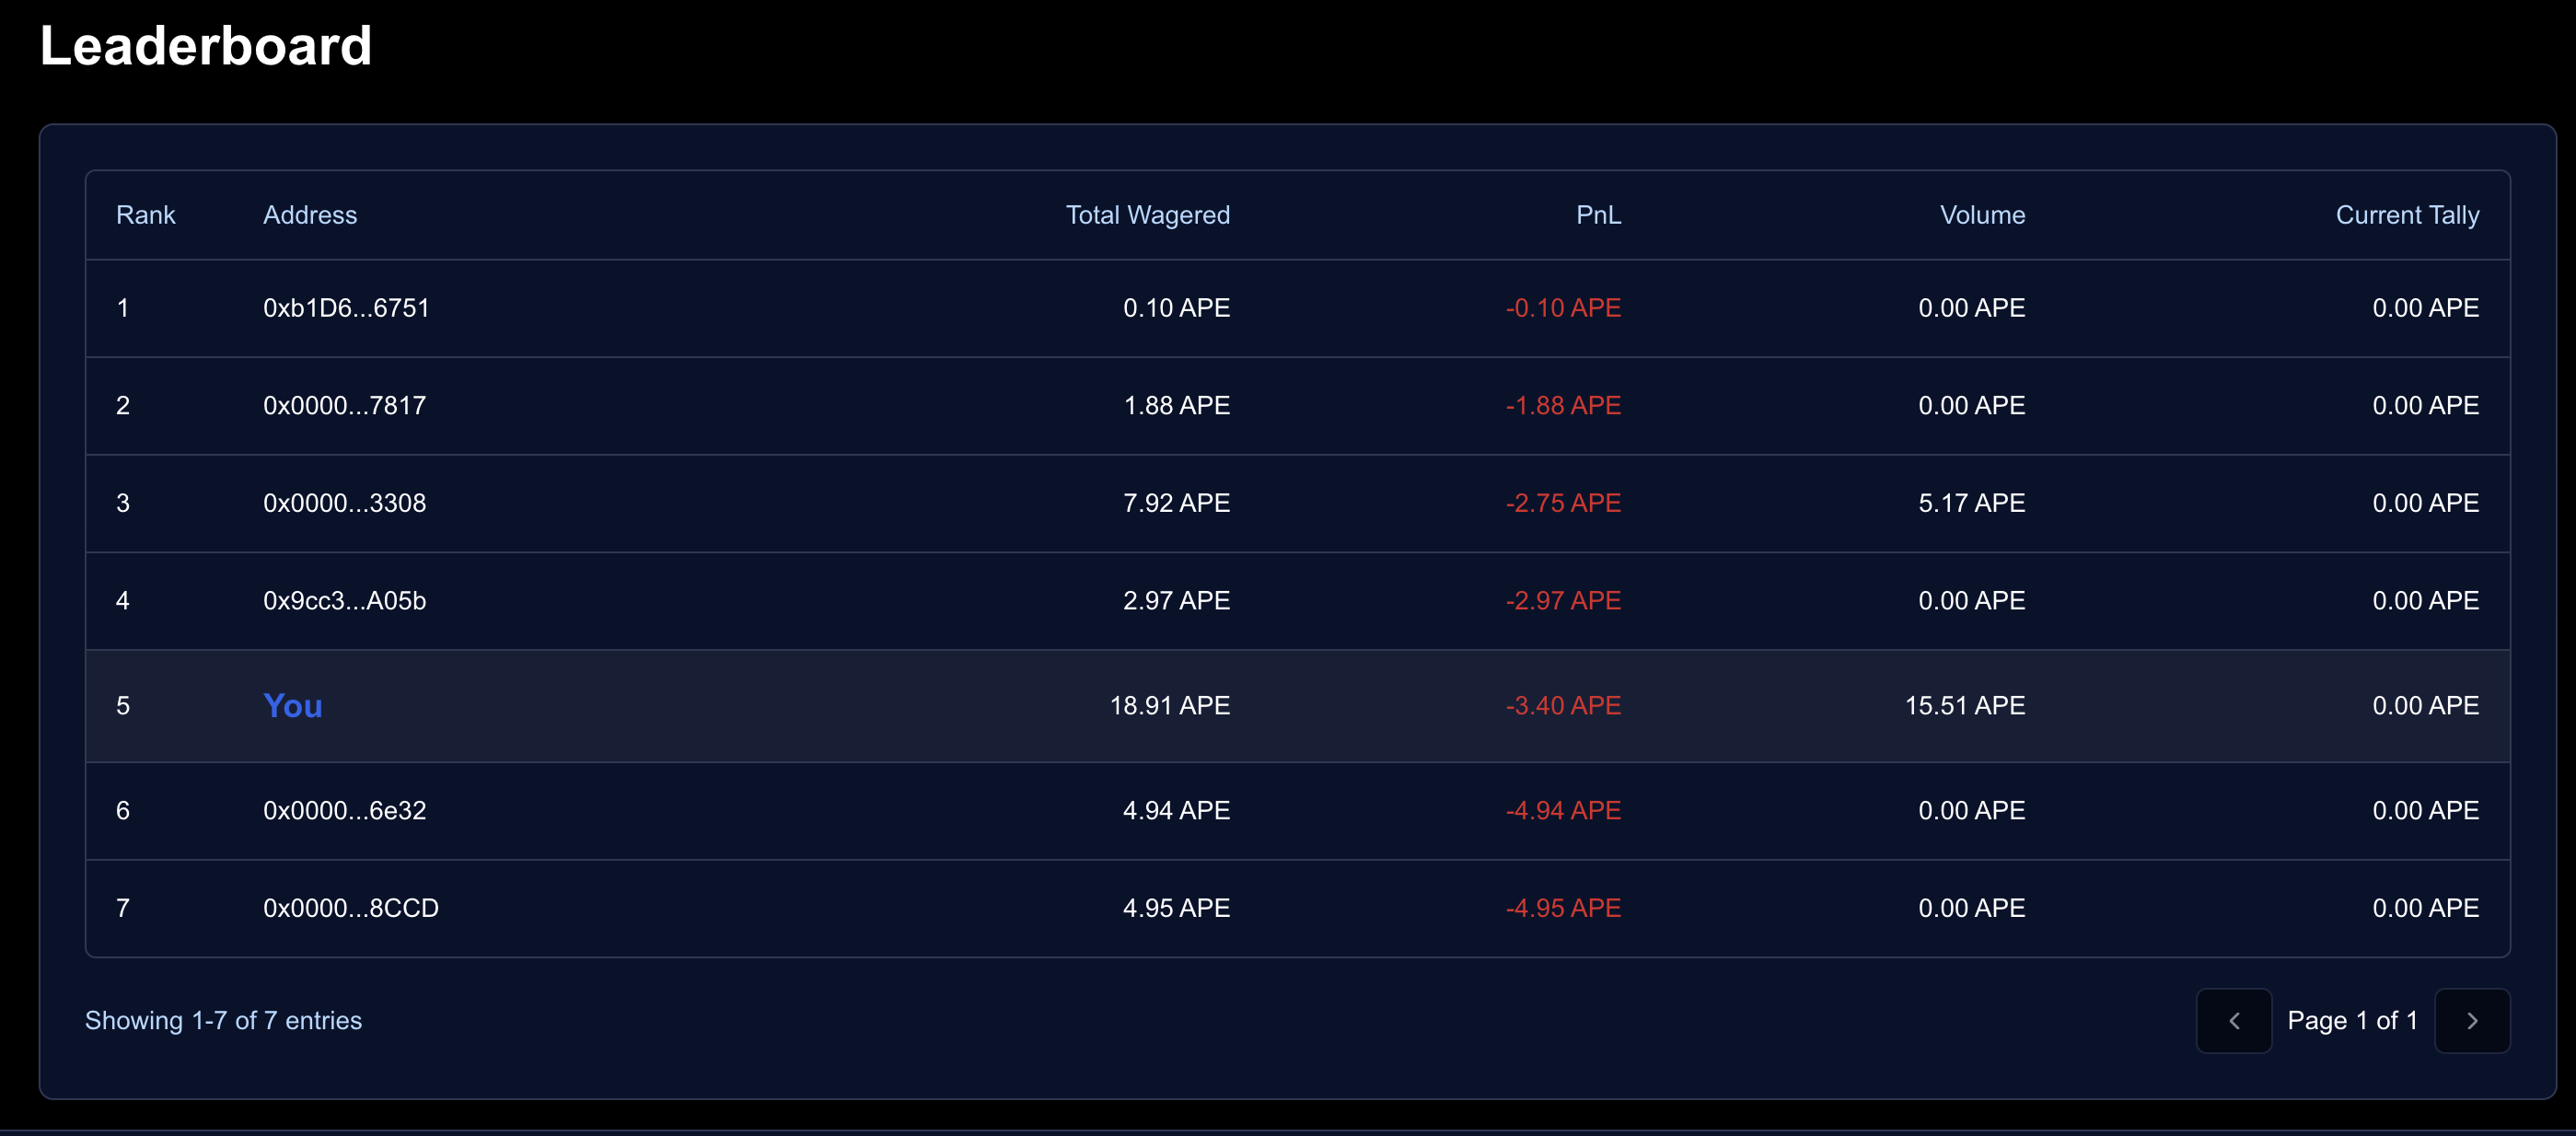 Leaderboard
Rank Address Total Wagered PnL Volume Current Tally
1 0xb1D6...6751 0.10 APE -0.10 APE 0.00 APE 0.00 APE
2 0x0000...7817 1.88 APE -1.88 APE 0.00 APE 0.00 APE
3 0x0000...3308 7.92 APE -2.75 APE 5.17 APE 0.00 APE
4 0x9cc3...A05b 2.97 APE -2.97 APE 0.00 APE 0.00 APE
5 You 18.91 APE -3.40 APE 15.51 APE 0.00 APE
6 0x0000...6e32 4.94 APE -4.94 APE 0.00 APE 0.00 APE
7 0x0000...8CCD 4.95 APE -4.95 APE 0.00 APE 0.00 APE
Showing 1-7 of 7 entries Page 1 of 1